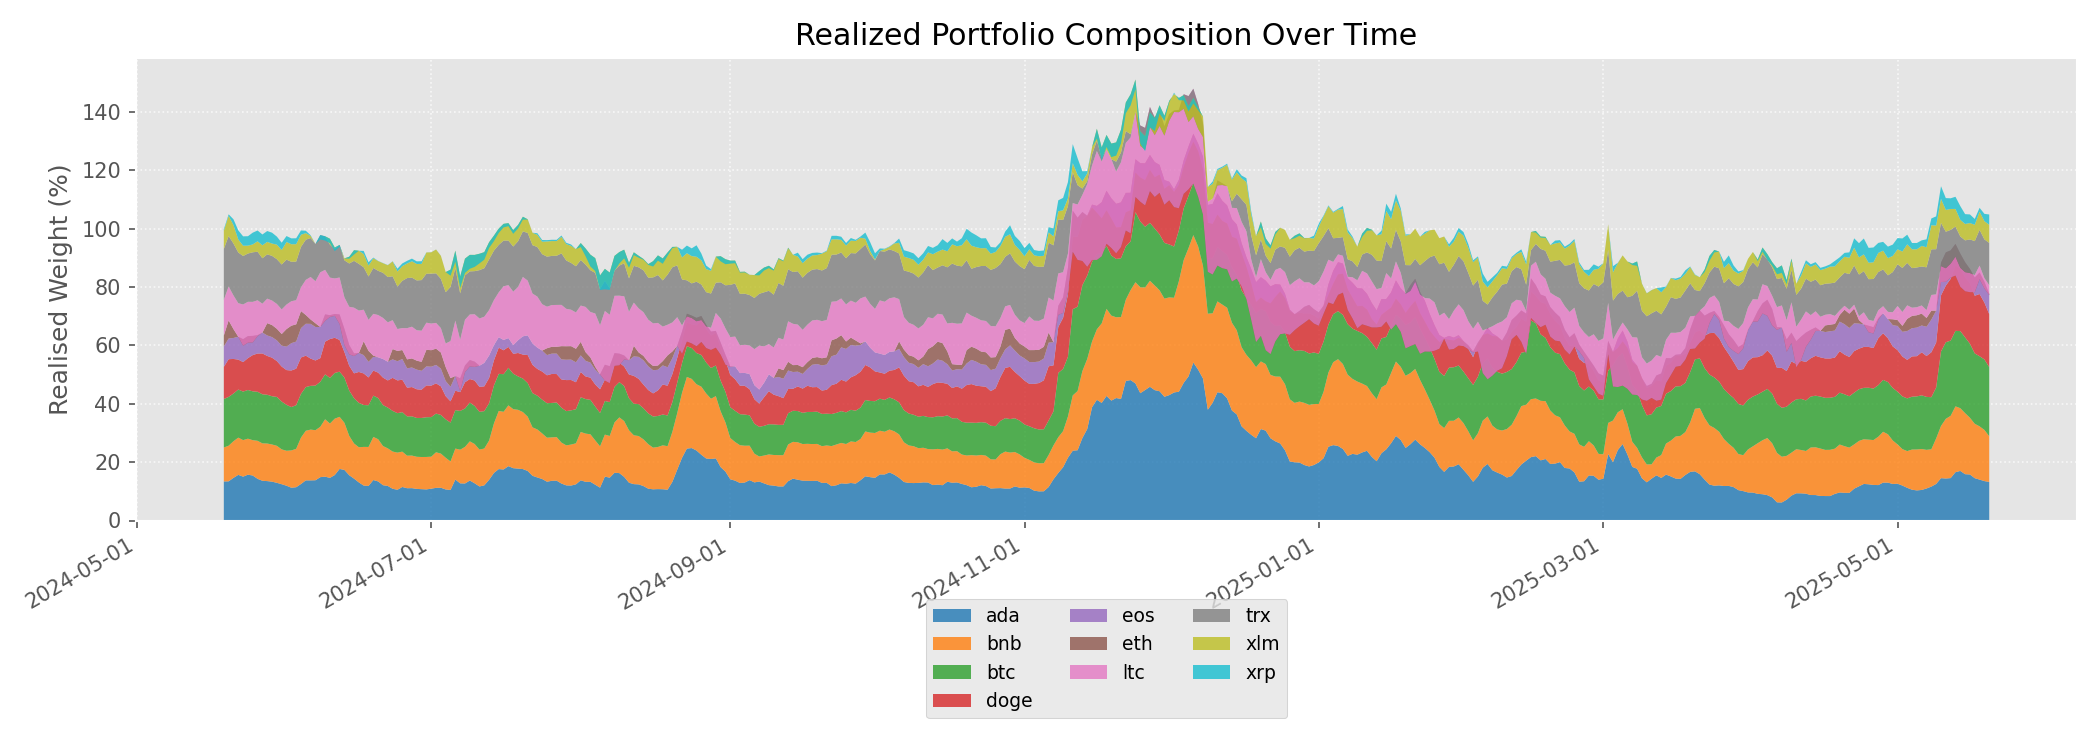 Realized Portfolio Composition Over Time
Realised Weight (%)
140
120
100
80
60
40
20
0
2024-05-01
2024-07-01
2024-09-01
2024-11-01
2025-01-01
2025-03-01
2025-05-01
ada
bnb
btc
doge
eos
eth
ltc
trx
xlm
xrp